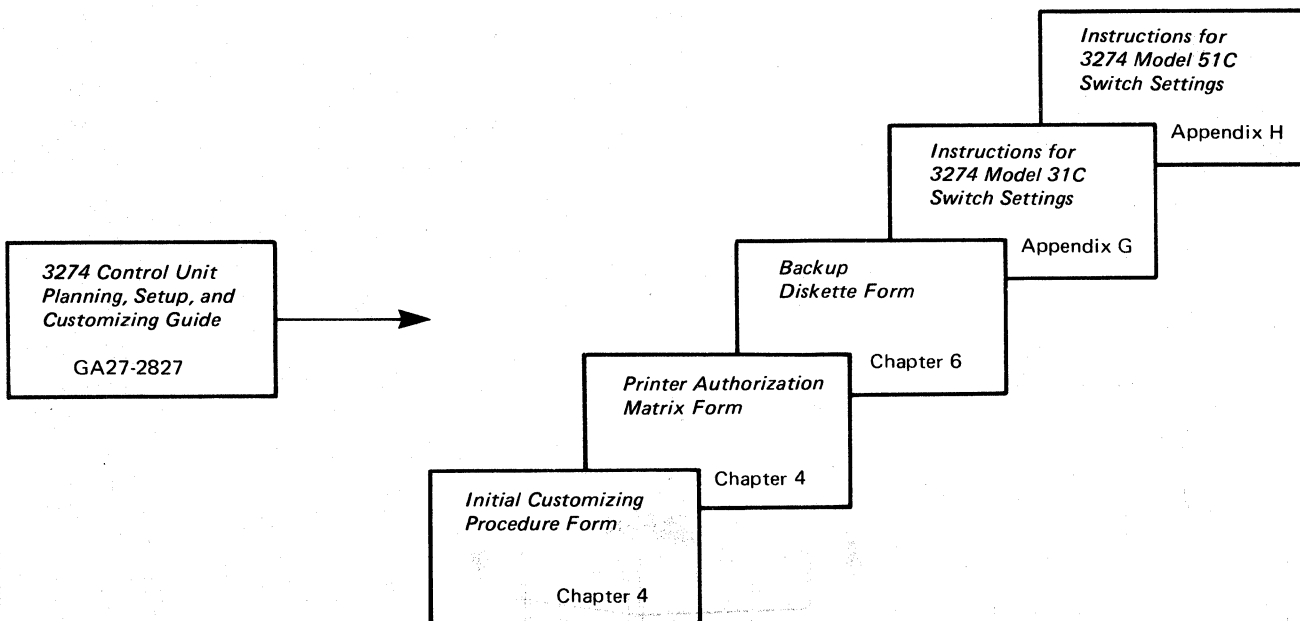 Instructions for
3274 Model 51C
Switch Settings
Appendix H
Instructions for
3274 Model 31C
Switch Settings
Appendix G
3274 Control Unit
Planning, Setup, and
Customizing Guide
GA27-2827
Backup
Diskette Form
Chapter 6
Printer Authorization
Matrix Form
Chapter 4
Initial Customizing
Procedure Form
Chapter 4